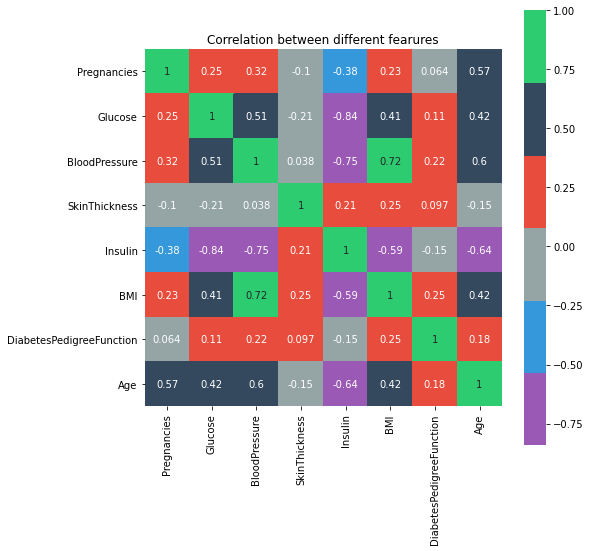 Correlation between different fearures
Pregnancies 1 0.25 0.32 -0.1 -0.38 0.23 0.064 0.57
Glucose 0.25 1 0.51 -0.21 -0.84 0.41 0.11 0.42
BloodPressure 0.32 0.51 1 0.038 -0.75 0.72 0.22 0.6
SkinThickness -0.1 -0.21 0.038 1 0.21 0.25 0.097 -0.15
Insulin -0.38 -0.84 -0.75 0.21 1 -0.59 -0.15 -0.64
BMI 0.23 0.41 0.72 0.25 -0.59 1 0.25 0.42
DiabetesPedigreeFunction 0.064 0.11 0.22 0.097 -0.15 0.25 1 0.18
Age 0.57 0.42 0.6 -0.15 -0.64 0.42 0.18 1
Pregnancies
Glucose
BloodPressure
SkinThickness
Insulin
BMI
DiabetesPedigreeFunction
Age
1.00
0.75
0.50
0.25
0.00
−0.25
−0.50
−0.75